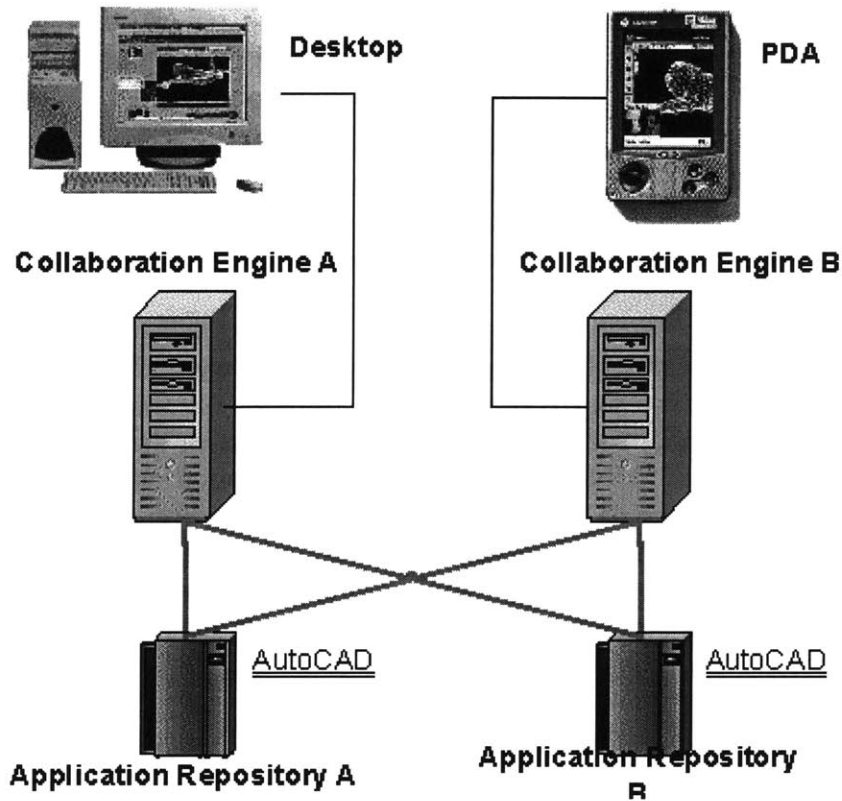 Desktop
PDA
Collaboration Engine A
Collaboration Engine B
AutoCAD
AutoCAD
Application Repository A
Application Repository
B